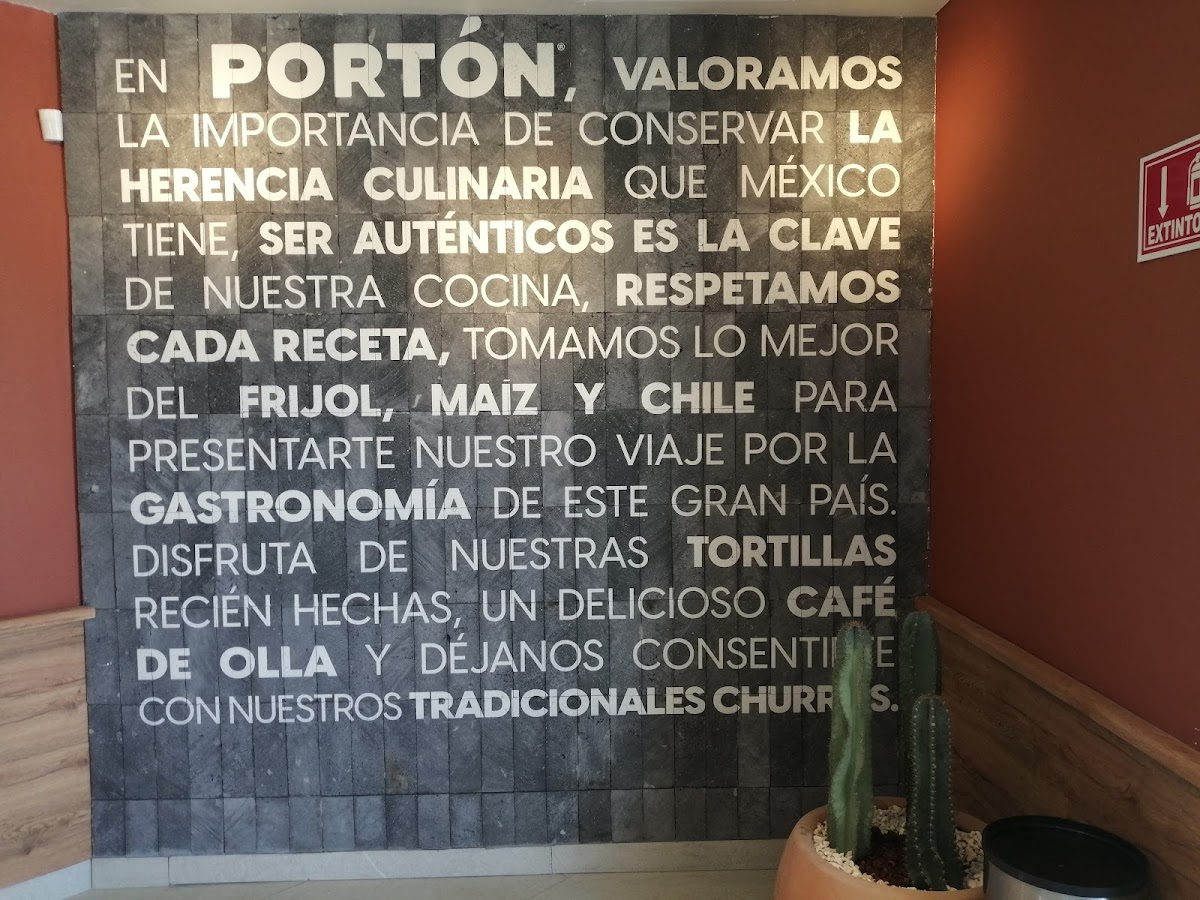 EN PORTÓN®, VALORAMOS
LA IMPORTANCIA DE CONSERVAR LA
HERENCIA CULINARIA QUE MÉXICO
TIENE, SER AUTÉNTICOS ES LA CLAVE
DE NUESTRA COCINA, RESPETAMOS
CADA RECETA, TOMAMOS LO MEJOR
DEL FRIJOL, MAÍZ Y CHILE PARA
PRESENTARTE NUESTRO VIAJE POR LA
GASTRONOMÍA DE ESTE GRAN PAÍS.
DISFRUTA DE NUESTRAS TORTILLAS
RECIÉN HECHAS, UN DELICIOSO CAFÉ
DE OLLA Y DÉJANOS CONSENTIRTE
CON NUESTROS TRADICIONALES CHURROS.
EXTINTO